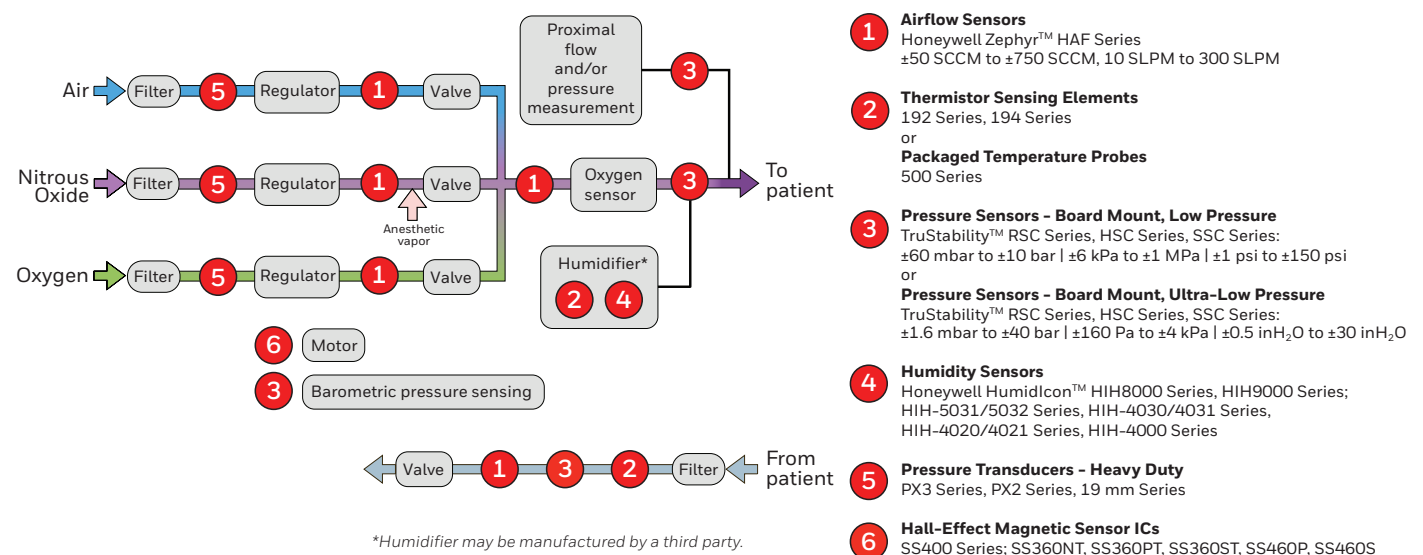 Air
Filter
5
Regulator
1
Valve
Nitrous
Oxide
Filter
5
Regulator
1
Valve
Anesthetic
vapor
Oxygen
Filter
5
Regulator
1
Valve
1
Oxygen
sensor
3
To
patient
Proximal
flow
and/or
pressure
measurement
3
Humidifier*
2
4
6
Motor
3
Barometric pressure sensing
Valve
1
3
2
Filter
From
patient
*Humidifier may be manufactured by a third party.
1
Airflow Sensors
Honeywell Zephyr™ HAF Series
±50 SCCM to ±750 SCCM, 10 SLPM to 300 SLPM
2
Thermistor Sensing Elements
192 Series, 194 Series
or
Packaged Temperature Probes
500 Series
3
Pressure Sensors - Board Mount, Low Pressure
TruStability™ RSC Series, HSC Series, SSC Series:
±60 mbar to ±10 bar | ±6 kPa to ±1 MPa | ±1 psi to ±150 psi
or
Pressure Sensors - Board Mount, Ultra-Low Pressure
TruStability™ RSC Series, HSC Series, SSC Series:
±1.6 mbar to ±40 bar | ±160 Pa to ±4 kPa | ±0.5 inH₂O to ±30 inH₂O
4
Humidity Sensors
Honeywell HumidIcon™ HIH8000 Series, HIH9000 Series;
HIH-5031/5032 Series, HIH-4030/4031 Series,
HIH-4020/4021 Series, HIH-4000 Series
5
Pressure Transducers - Heavy Duty
PX3 Series, PX2 Series, 19 mm Series
6
Hall-Effect Magnetic Sensor ICs
SS400 Series; SS360NT, SS360PT, SS360ST, SS460P, SS460S